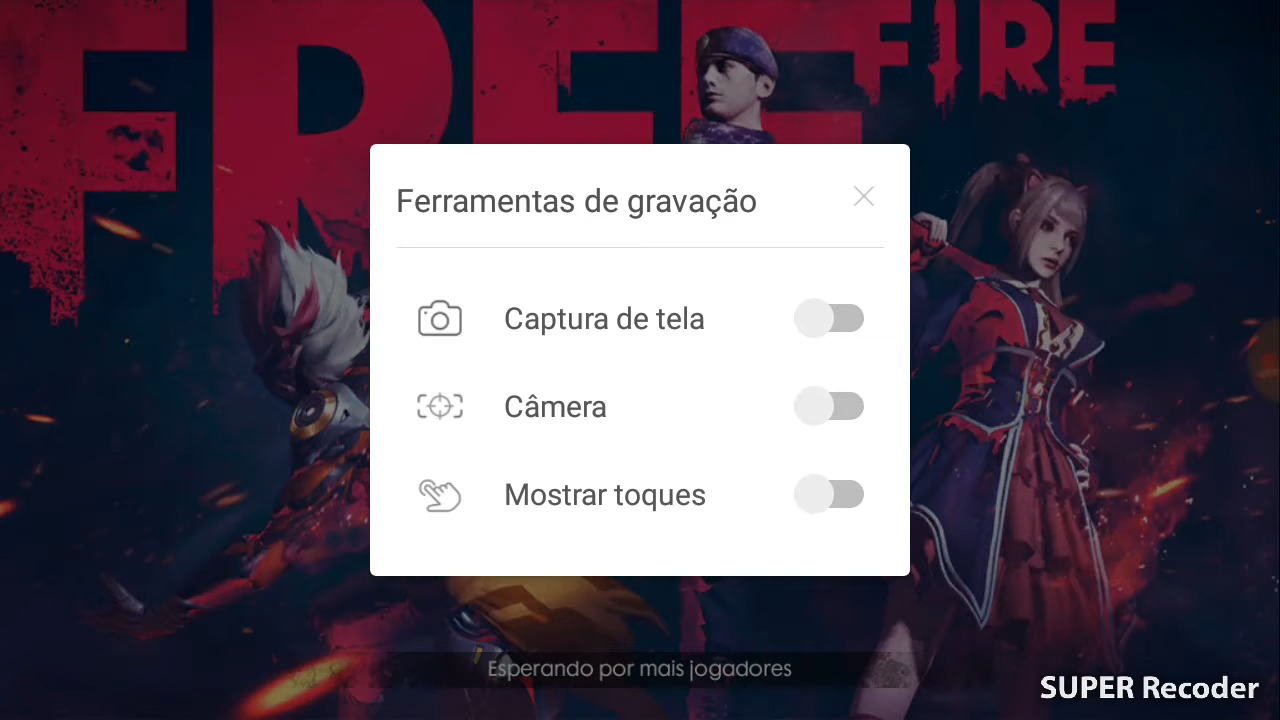 FREE FIRE
Ferramentas de gravação
Captura de tela
Câmera
Mostrar toques
Esperando por mais jogadores
SUPER Recoder